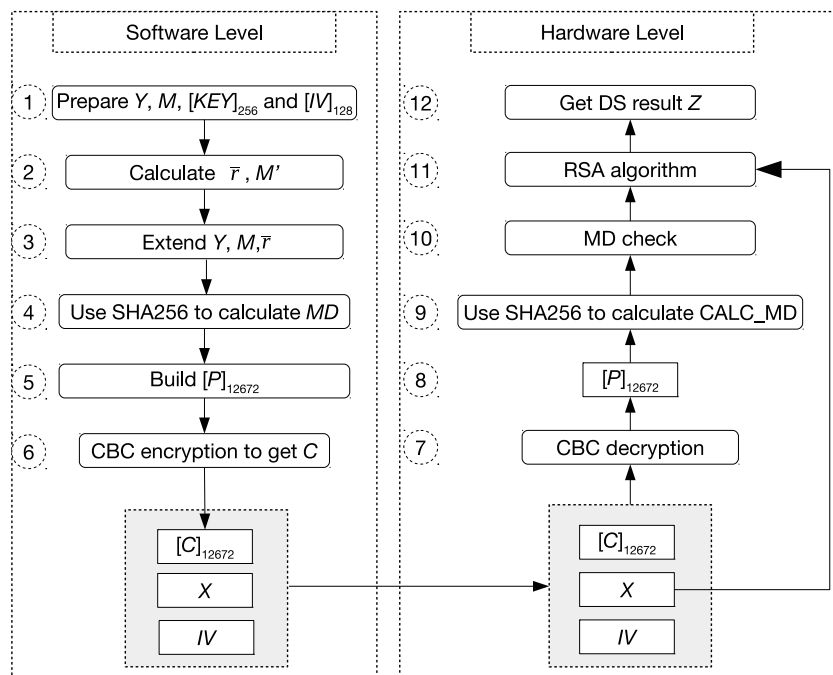 Software Level
1
Prepare Y, M, [KEY]₂₅₆ and [IV]₁₂₈
2
Calculate r̅ , M'
3
Extend Y, M,r̅
4
Use SHA256 to calculate MD
5
Build [P]₁₂₆₇₂
6
CBC encryption to get C
[C]₁₂₆₇₂
X
IV
Hardware Level
12
Get DS result Z
11
RSA algorithm
10
MD check
9
Use SHA256 to calculate CALC_MD
8
[P]₁₂₆₇₂
7
CBC decryption
[C]₁₂₆₇₂
X
IV